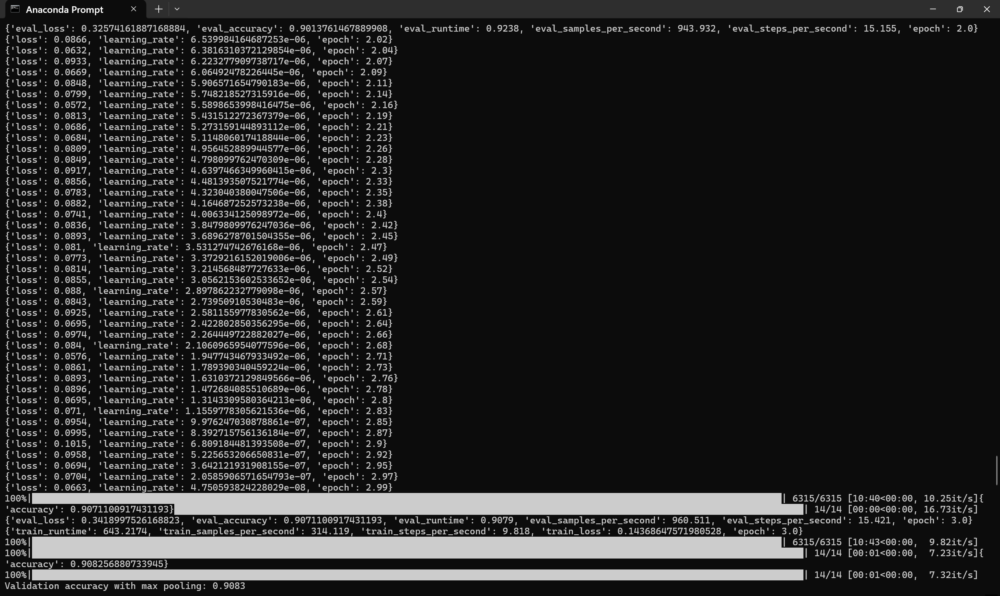 Anaconda Prompt
{'eval_loss': 0.32574161887168884, 'eval_accuracy': 0.9013761467889908, 'eval_runtime': 0.9238, 'eval_samples_per_second': 943.932, 'eval_steps_per_second': 15.155, 'epoch': 2.0}
{'loss': 0.0866, 'learning_rate': 6.539984164687253e-06, 'epoch': 2.02}
{'loss': 0.0632, 'learning_rate': 6.3816310372129854e-06, 'epoch': 2.04}
{'loss': 0.0933, 'learning_rate': 6.223277909738717e-06, 'epoch': 2.07}
{'loss': 0.0669, 'learning_rate': 6.06492478226445e-06, 'epoch': 2.09}
{'loss': 0.0848, 'learning_rate': 5.906571654790183e-06, 'epoch': 2.11}
{'loss': 0.0799, 'learning_rate': 5.748218527315916e-06, 'epoch': 2.14}
{'loss': 0.0572, 'learning_rate': 5.5898653998416475e-06, 'epoch': 2.16}
{'loss': 0.0813, 'learning_rate': 5.431512272367379e-06, 'epoch': 2.19}
{'loss': 0.0686, 'learning_rate': 5.273159144893112e-06, 'epoch': 2.21}
{'loss': 0.0684, 'learning_rate': 5.114806017418844e-06, 'epoch': 2.23}
{'loss': 0.0809, 'learning_rate': 4.956452889944577e-06, 'epoch': 2.26}
{'loss': 0.0849, 'learning_rate': 4.798099762470309e-06, 'epoch': 2.28}
{'loss': 0.0917, 'learning_rate': 4.6397466349960415e-06, 'epoch': 2.3}
{'loss': 0.0856, 'learning_rate': 4.481393507521774e-06, 'epoch': 2.33}
{'loss': 0.0783, 'learning_rate': 4.323040380047506e-06, 'epoch': 2.35}
{'loss': 0.0882, 'learning_rate': 4.164687252573238e-06, 'epoch': 2.38}
{'loss': 0.0741, 'learning_rate': 4.006334125098972e-06, 'epoch': 2.4}
{'loss': 0.0836, 'learning_rate': 3.8479809976247036e-06, 'epoch': 2.42}
{'loss': 0.0893, 'learning_rate': 3.6896278701504355e-06, 'epoch': 2.45}
{'loss': 0.081, 'learning_rate': 3.531274742676168e-06, 'epoch': 2.47}
{'loss': 0.0773, 'learning_rate': 3.3729216152019006e-06, 'epoch': 2.49}
{'loss': 0.0814, 'learning_rate': 3.214568487727633e-06, 'epoch': 2.52}
{'loss': 0.0855, 'learning_rate': 3.0562153602533652e-06, 'epoch': 2.54}
{'loss': 0.088, 'learning_rate': 2.897862232779098e-06, 'epoch': 2.57}
{'loss': 0.0843, 'learning_rate': 2.73950910530483e-06, 'epoch': 2.59}
{'loss': 0.0925, 'learning_rate': 2.581155977830562e-06, 'epoch': 2.61}
{'loss': 0.0695, 'learning_rate': 2.422802850356295e-06, 'epoch': 2.64}
{'loss': 0.0974, 'learning_rate': 2.264449722882027e-06, 'epoch': 2.66}
{'loss': 0.084, 'learning_rate': 2.1060965954077596e-06, 'epoch': 2.68}
{'loss': 0.0576, 'learning_rate': 1.947743467933492e-06, 'epoch': 2.71}
{'loss': 0.0861, 'learning_rate': 1.789390340459224e-06, 'epoch': 2.73}
{'loss': 0.0893, 'learning_rate': 1.6310372129849566e-06, 'epoch': 2.76}
{'loss': 0.0896, 'learning_rate': 1.472684085510689e-06, 'epoch': 2.78}
{'loss': 0.0695, 'learning_rate': 1.3143309580364213e-06, 'epoch': 2.8}
{'loss': 0.071, 'learning_rate': 1.1559778305621536e-06, 'epoch': 2.83}
{'loss': 0.0954, 'learning_rate': 9.976247030878861e-07, 'epoch': 2.85}
{'loss': 0.0995, 'learning_rate': 8.392715756136184e-07, 'epoch': 2.87}
{'loss': 0.1015, 'learning_rate': 6.809184481393508e-07, 'epoch': 2.9}
{'loss': 0.0958, 'learning_rate': 5.225653206650831e-07, 'epoch': 2.92}
{'loss': 0.0694, 'learning_rate': 3.642121931908155e-07, 'epoch': 2.95}
{'loss': 0.0704, 'learning_rate': 2.0585906571654793e-07, 'epoch': 2.97}
{'loss': 0.0663, 'learning_rate': 4.750593824228029e-08, 'epoch': 2.99}
100%| | 6315/6315 [10:40<00:00, 10.25it/s]{
'accuracy': 0.9071100917431193} | 14/14 [00:00<00:00, 16.73it/s]
{'eval_loss': 0.3418997526168823, 'eval_accuracy': 0.9071100917431193, 'eval_runtime': 0.9079, 'eval_samples_per_second': 960.511, 'eval_steps_per_second': 15.421, 'epoch': 3.0}
{'train_runtime': 643.2174, 'train_samples_per_second': 314.119, 'train_steps_per_second': 9.818, 'train_loss': 0.14368647571980528, 'epoch': 3.0}
100%| | 6315/6315 [10:43<00:00, 9.82it/s]
100%| | 14/14 [00:01<00:00, 7.23it/s]{
'accuracy': 0.908256880733945}
100%| | 14/14 [00:01<00:00, 7.32it/s]
Validation accuracy with max pooling: 0.9083